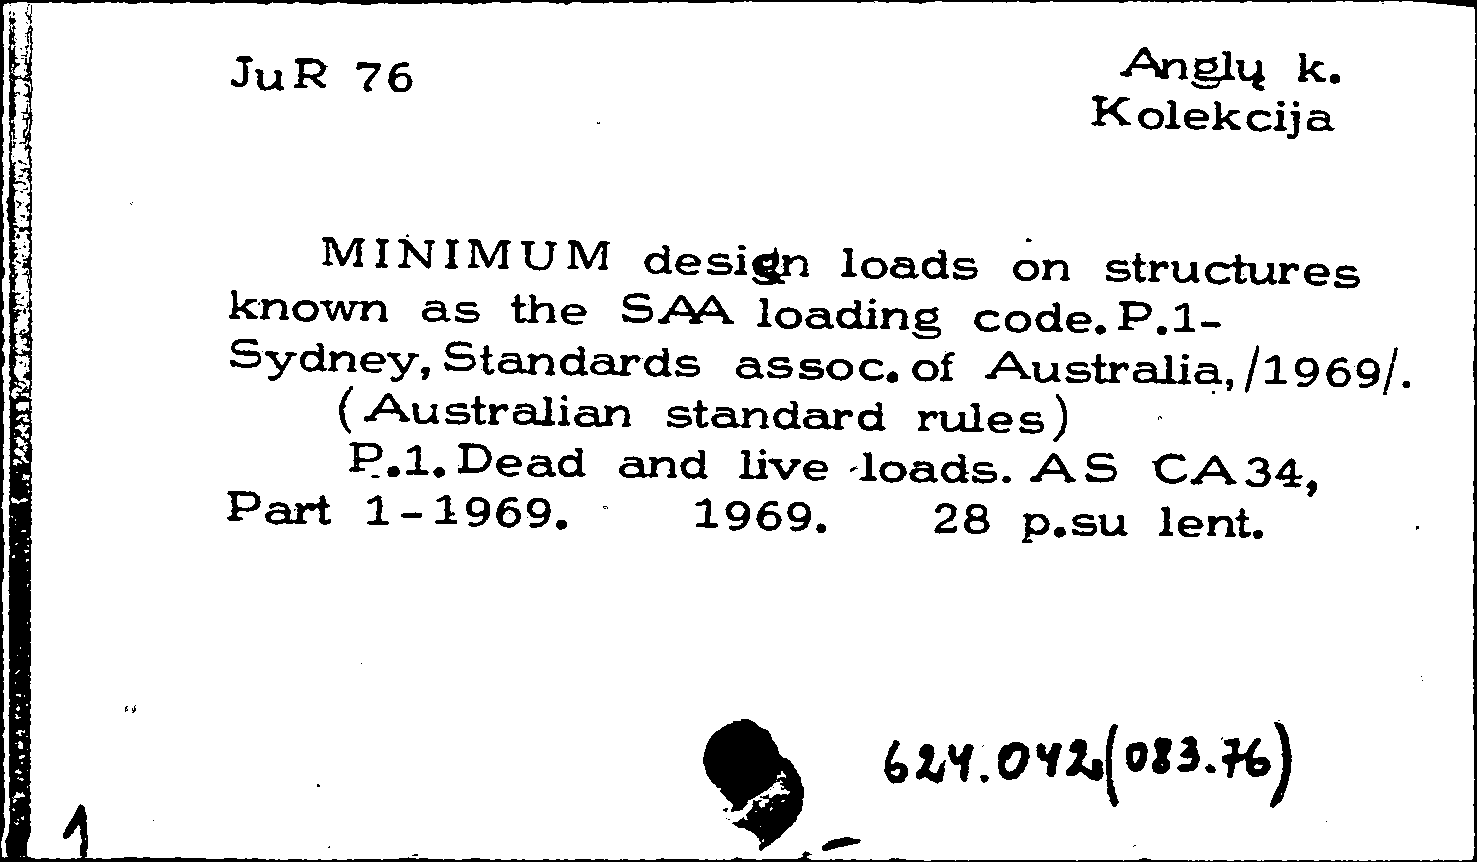 JuR 76
Anglų k.
Kolekcija
MINIMUM design loads on structures
known as the SAA loading code. P.1-
Sydney, Standards assoc. of Australia, /1969/.
(Australian standard rules)
P.1. Dead and live loads. AS CA34,
Part 1-1969. 1969. 28 p.su lent.
624.042(083.76)
1